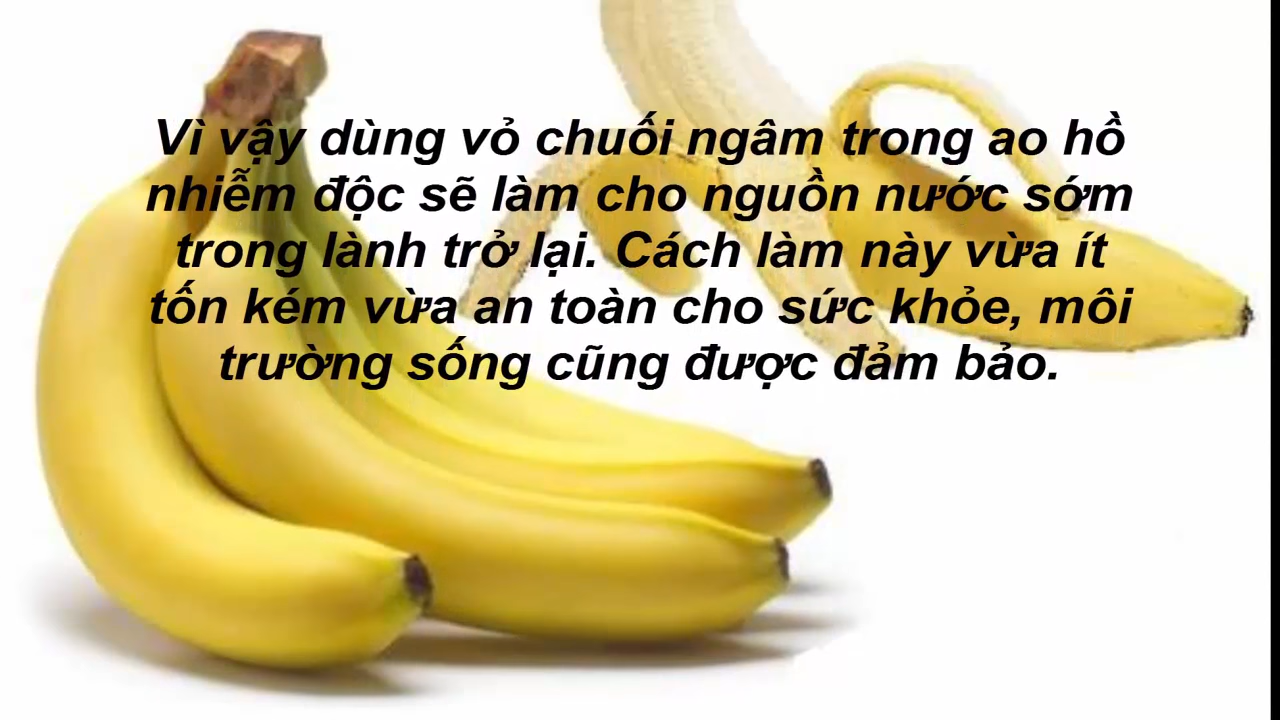 Vì vậy dùng vỏ chuối ngâm trong ao hồ
nhiễm độc sẽ làm cho nguồn nước sớm
trong lành trở lại. Cách làm này vừa ít
tốn kém vừa an toàn cho sức khỏe, môi
trường sống cũng được đảm bảo.